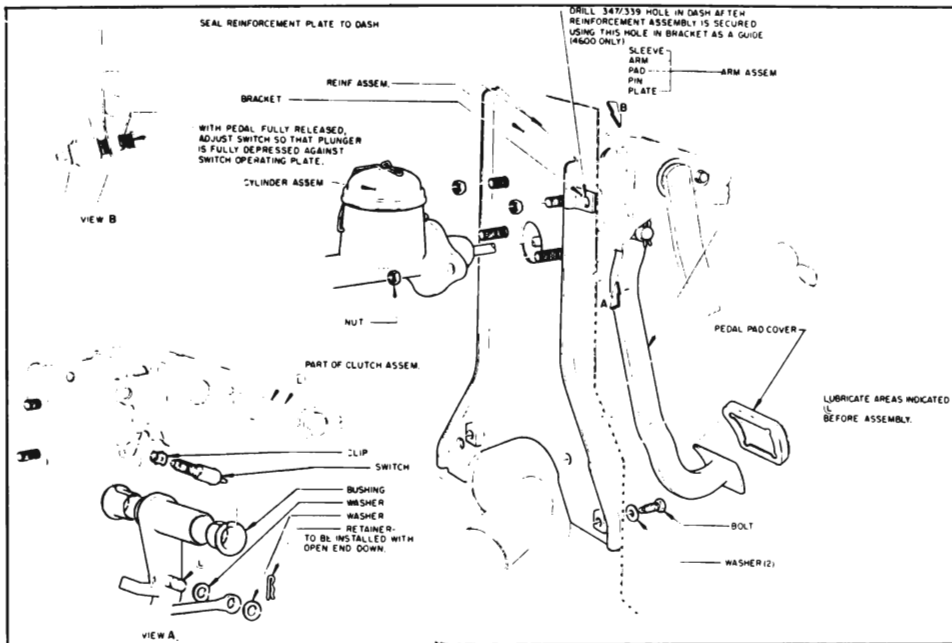 SEAL REINFORCEMENT PLATE TO DASH
DRILL .347/.339 HOLE IN DASH AFTER
REINFORCEMENT ASSEMBLY IS SECURED
USING THIS HOLE IN BRACKET AS A GUIDE
(4600 ONLY)
SLEEVE
ARM
PAD
PIN
PLATE
ARM ASSEM
B
REINF ASSEM.
BRACKET
WITH PEDAL FULLY RELEASED,
ADJUST SWITCH SO THAT PLUNGER
IS FULLY DEPRESSED AGAINST
SWITCH OPERATING PLATE.
CYLINDER ASSEM
VIEW B
A
NUT
PEDAL PAD COVER
PART OF CLUTCH ASSEM.
LUBRICATE AREAS INDICATED
BEFORE ASSEMBLY.
CLIP
SWITCH
BUSHING
WASHER
WASHER
RETAINER-
TO BE INSTALLED WITH
OPEN END DOWN.
BOLT
WASHER (2)
VIEW A